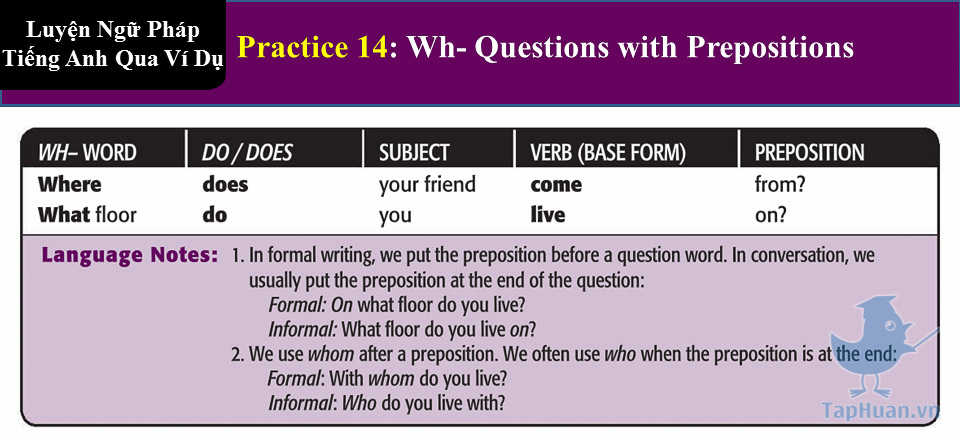 Luyện Ngữ Pháp
Tiếng Anh Qua Ví Dụ
Practice 14: Wh- Questions with Prepositions
WH– WORD DO / DOES SUBJECT VERB (BASE FORM) PREPOSITION
Where does your friend come from?
What floor do you live on?
Language Notes: 1. In formal writing, we put the preposition before a question word. In conversation, we
usually put the preposition at the end of the question:
Formal: On what floor do you live?
Informal: What floor do you live on?
2. We use whom after a preposition. We often use who when the preposition is at the end:
Formal: With whom do you live?
Informal: Who do you live with?
TapHuan.vn